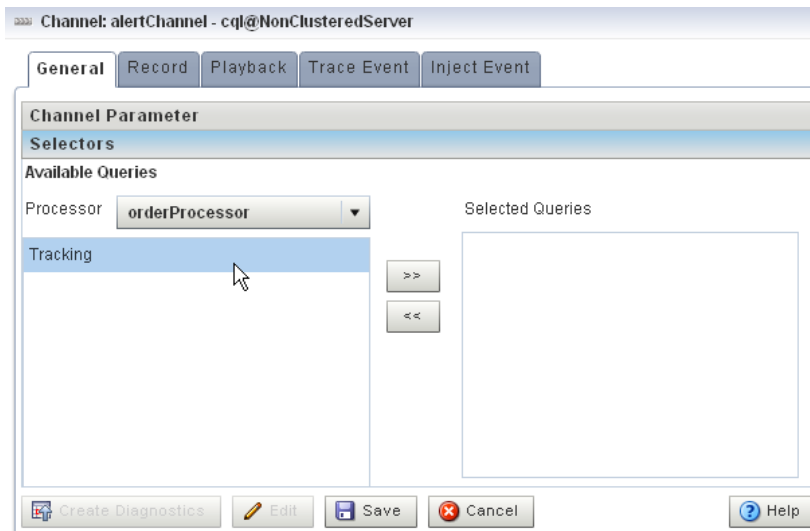 Channel: alertChannel - cql@NonClusteredServer
General Record Playback Trace Event Inject Event
Channel Parameter
Selectors
Available Queries
Processor orderProcessor Selected Queries
Tracking
>>
<<
Create Diagnostics Edit Save Cancel Help